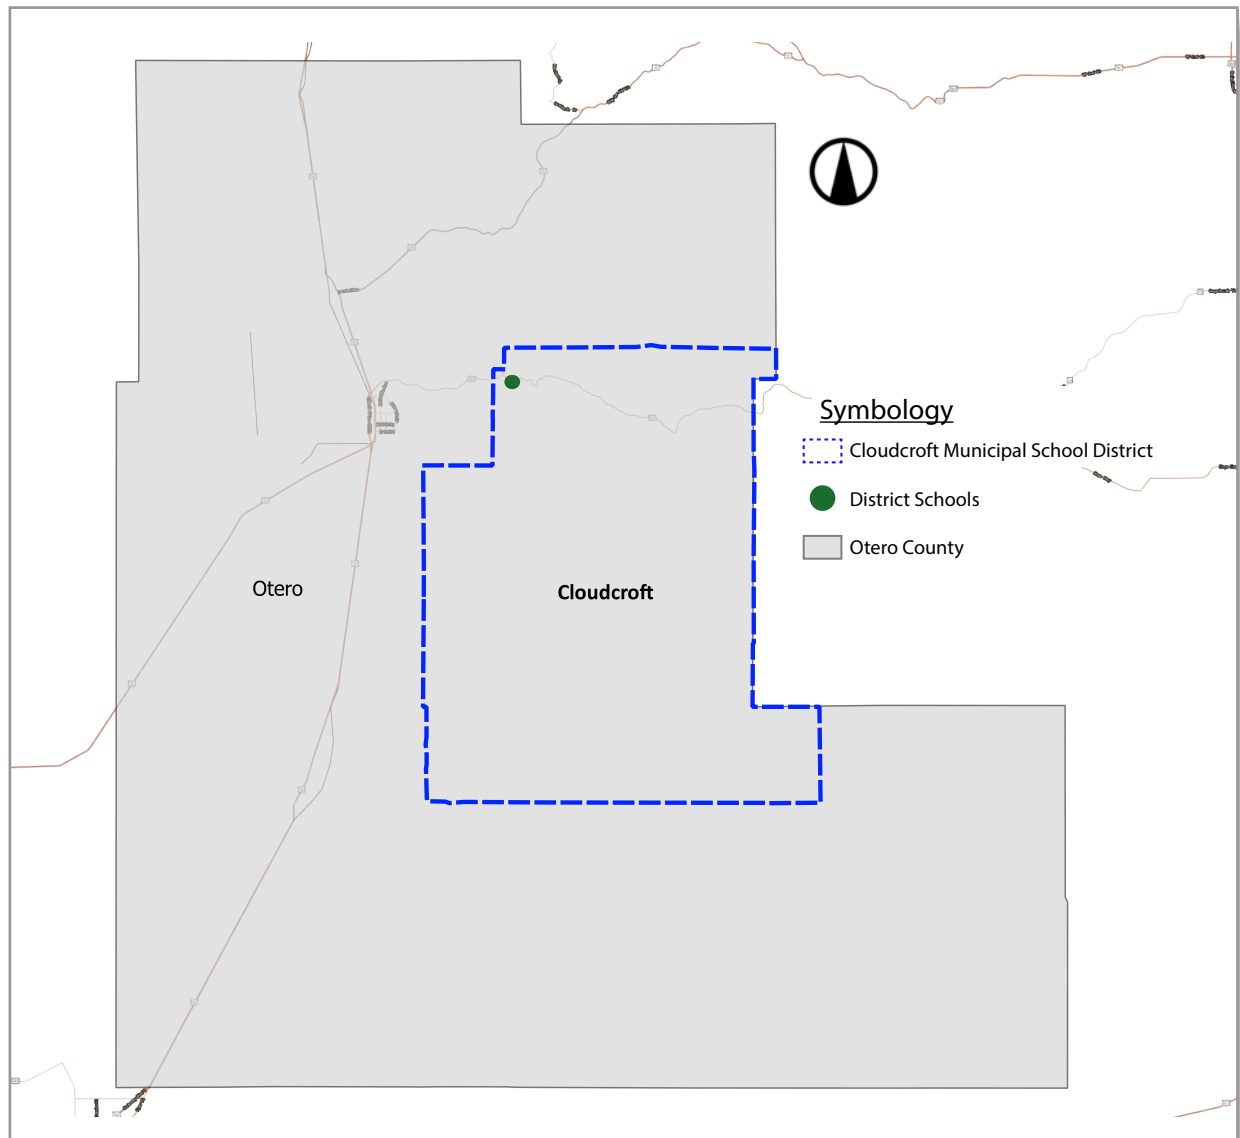 Symbology
Cloudcroft Municipal School District
District Schools
Otero County
Otero
Cloudcroft